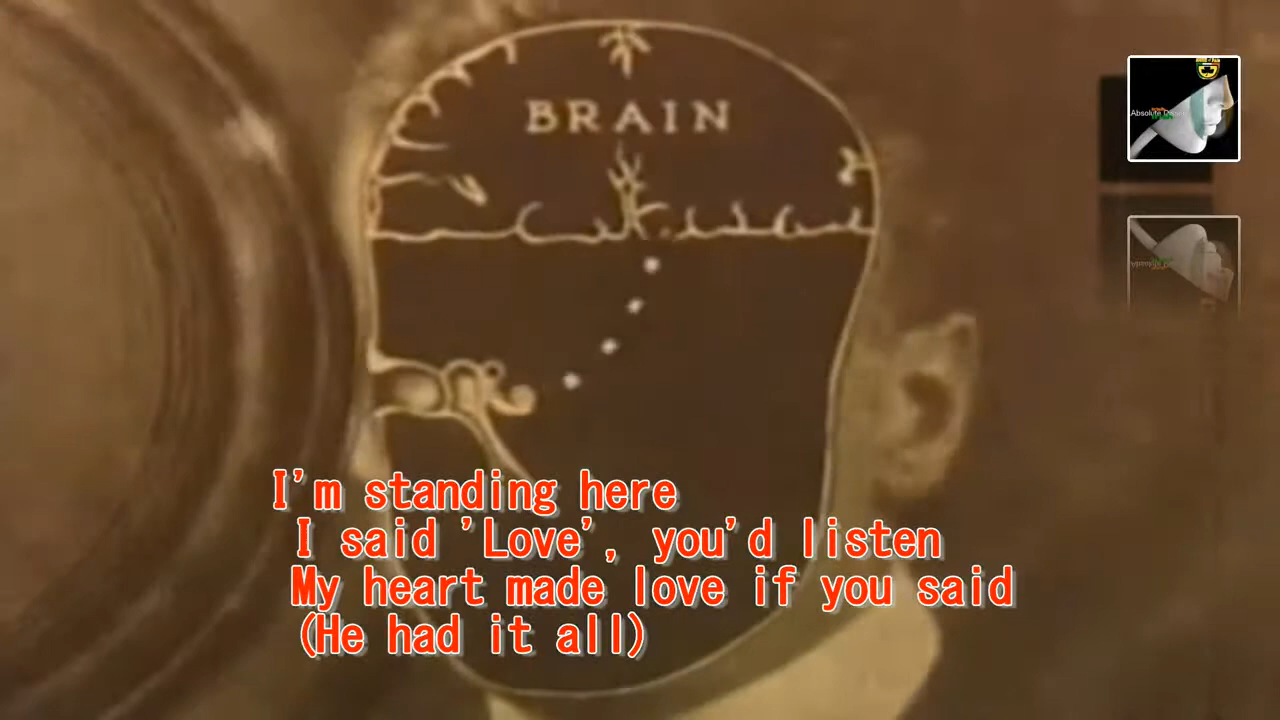 BRAIN
I'm standing here
I said 'Love', you'd listen
My heart made love if you said
(He had it all)